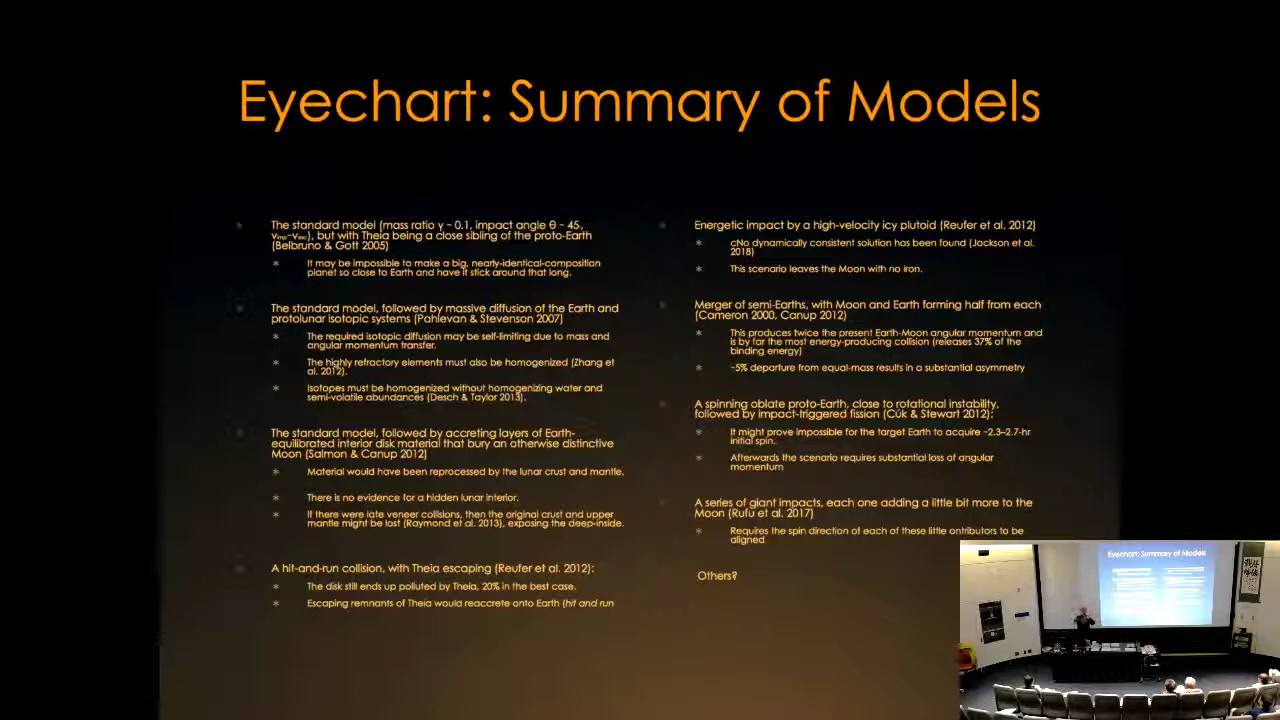 Eyechart: Summary of Models
The standard model (mass ratio γ ~ 0.1, impact angle θ ~ 45,
vimp~vesc), but with Theia being a close sibling of the proto-Earth
(Belbruno & Gott 2005)
* It may be impossible to make a big, nearly-identical-composition
planet so close to Earth and have it stick around that long.
The standard model, followed by massive diffusion of the Earth and
protolunar isotopic systems (Pahlevan & Stevenson 2007)
* The required isotopic diffusion may be self-limiting due to mass and
angular momentum transfer.
* The highly refractory elements must also be homogenized (Zhang et
al. 2012).
* Isotopes must be homogenized without homogenizing water and
semi-volatile abundances (Desch & Taylor 2013).
The standard model, followed by accreting layers of Earth-
equilibrated interior disk material that bury an otherwise distinctive
Moon (Salmon & Canup 2012)
* Material would have been reprocessed by the lunar crust and mantle.
* There is no evidence for a hidden lunar interior.
* If there were late veneer collisions, then the original crust and upper
mantle might be lost (Raymond et al. 2013), exposing the deep-inside.
A hit-and-run collision, with Theia escaping (Reufer et al. 2012):
* The disk still ends up polluted by Theia, 20% in the best case.
* Escaping remnants of Theia would reaccrete onto Earth (hit and run
Energetic impact by a high-velocity icy plutoid (Reufer et al. 2012)
* cNo dynamically consistent solution has been found (Jackson et al.
2018)
* This scenario leaves the Moon with no iron.
Merger of semi-Earths, with Moon and Earth forming half from each
(Cameron 2000, Canup 2012)
* This produces twice the present Earth-Moon angular momentum and
is by far the most energy-producing collision (releases 37% of the
binding energy)
* ~5% departure from equal-mass results in a substantial asymmetry
A spinning oblate proto-Earth, close to rotational instability,
followed by impact-triggered fission (Cúk & Stewart 2012):
* It might prove impossible for the target Earth to acquire ~2.3–2.7-hr
initial spin.
* Afterwards the scenario requires substantial loss of angular
momentum
A series of giant impacts, each one adding a little bit more to the
Moon (Rufu et al. 2017)
* Requires the spin direction of each of these little ontributors to be
aligned
Others?
Eyechart: Summary of Models